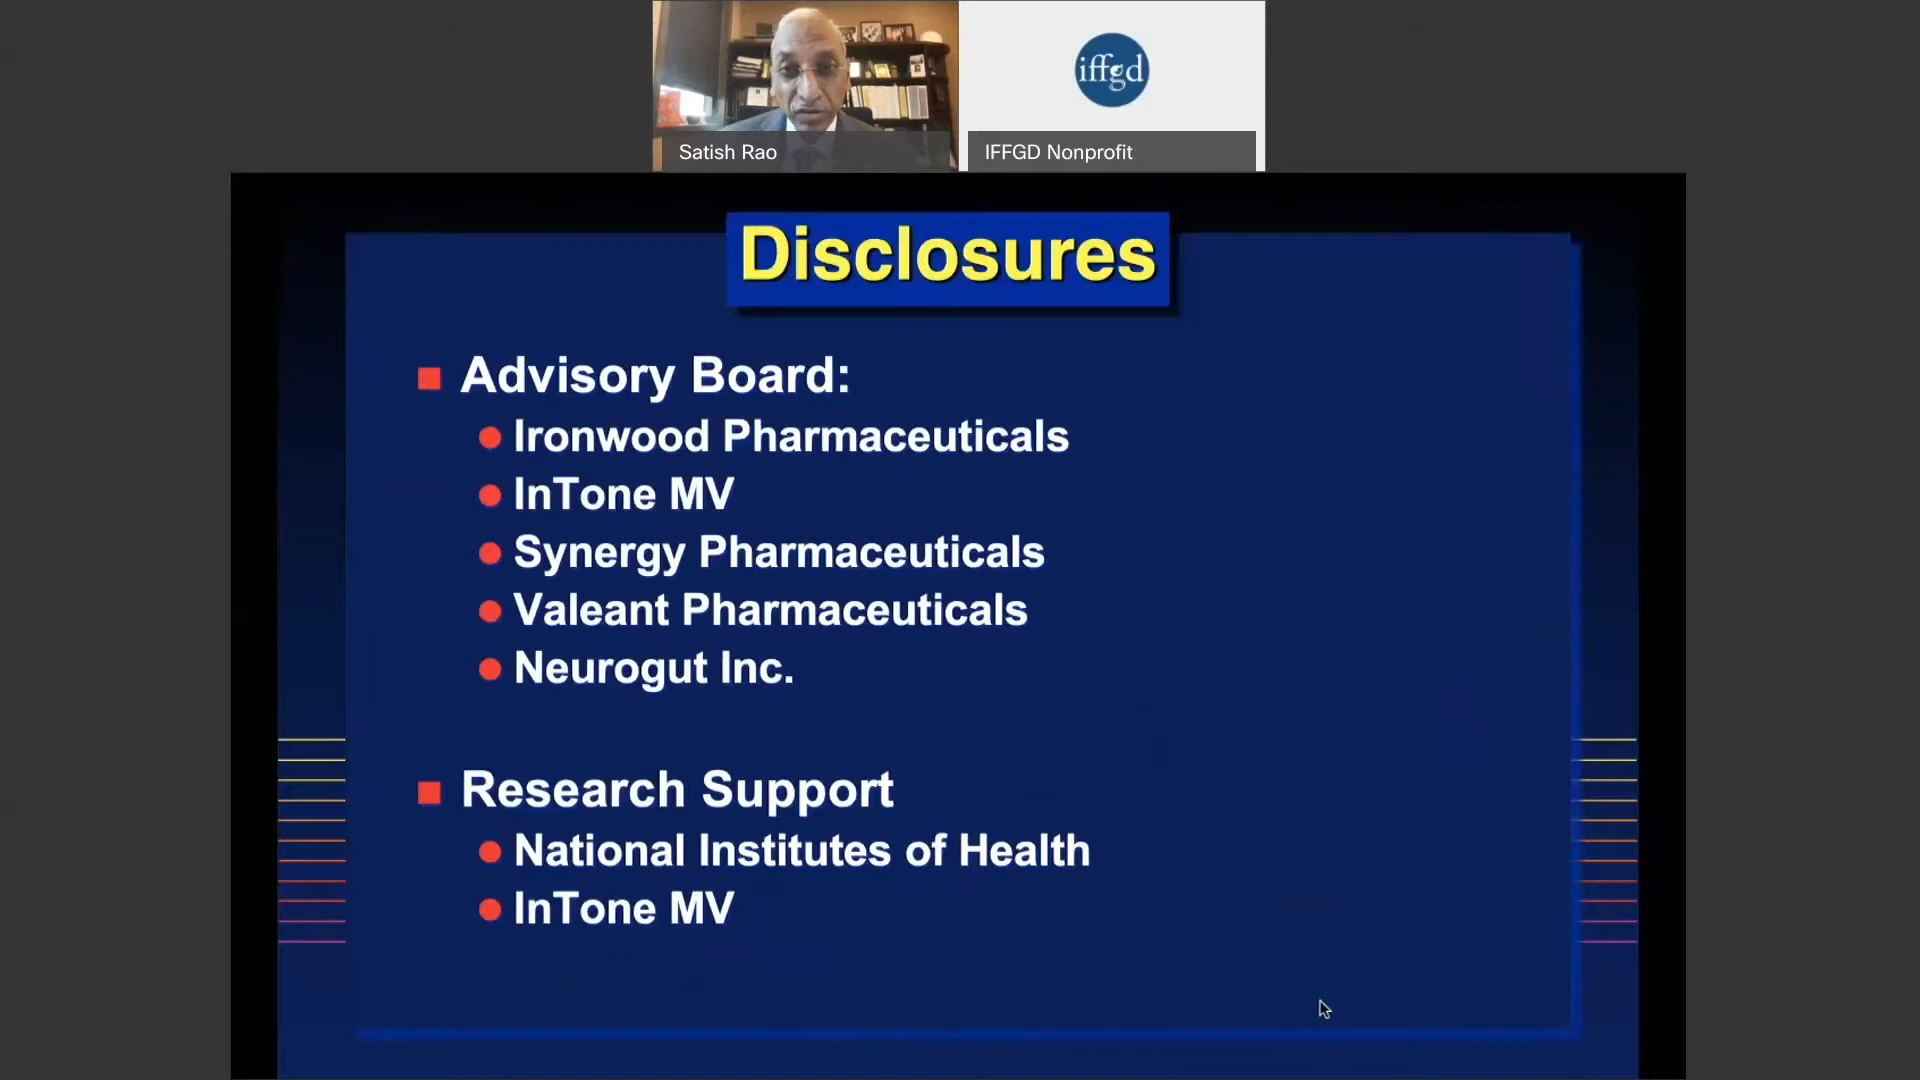 iffgd
Satish Rao
IFFGD Nonprofit
Disclosures
Advisory Board:
Ironwood Pharmaceuticals
InTone MV
Synergy Pharmaceuticals
Valeant Pharmaceuticals
Neurogut Inc.
Research Support
National Institutes of Health
InTone MV